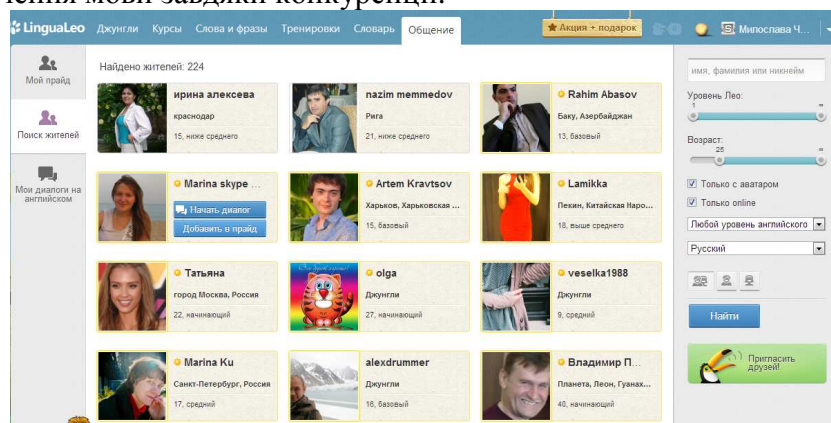 чення мови завдяки конкуренції.
LinguaLeo Джунгли Курсы Слова и фразы Тренировки Словарь Общение Акция + подарок Милослава Ч...
Мой прайд
Поиск жителей
Мои диалоги на английском
Найдено жителей: 224
ирина алексева
краснодар
15, ниже среднего
nazim memmedov
Рига
21, ниже среднего
Rahim Abasov
Баку, Азербайджан
13, базовый
Marina skype ...
Начать диалог
Добавить в прайд
Artem Kravtsov
Харьков, Харьковская ...
15, базовый
Lamikka
Пекин, Китайская Наро...
18, выше среднего
Татьяна
город Москва, Россия
22, начинающий
olga
Джунгли
27, начинающий
veselka1988
Джунгли
9, средний
Marina Ku
Санкт-Петербург, Россия
17, средний
alexdrummer
Джунгли
16, базовый
Владимир П...
Планета, Леон, Гуанах...
40, начинающий
имя, фамилия или никнейм
Уровень Лео:
1 ∞
Возраст:
25 ∞
Только с аватаром
Только online
Любой уровень английского
Русский
Найти
Пригласить
друзей!